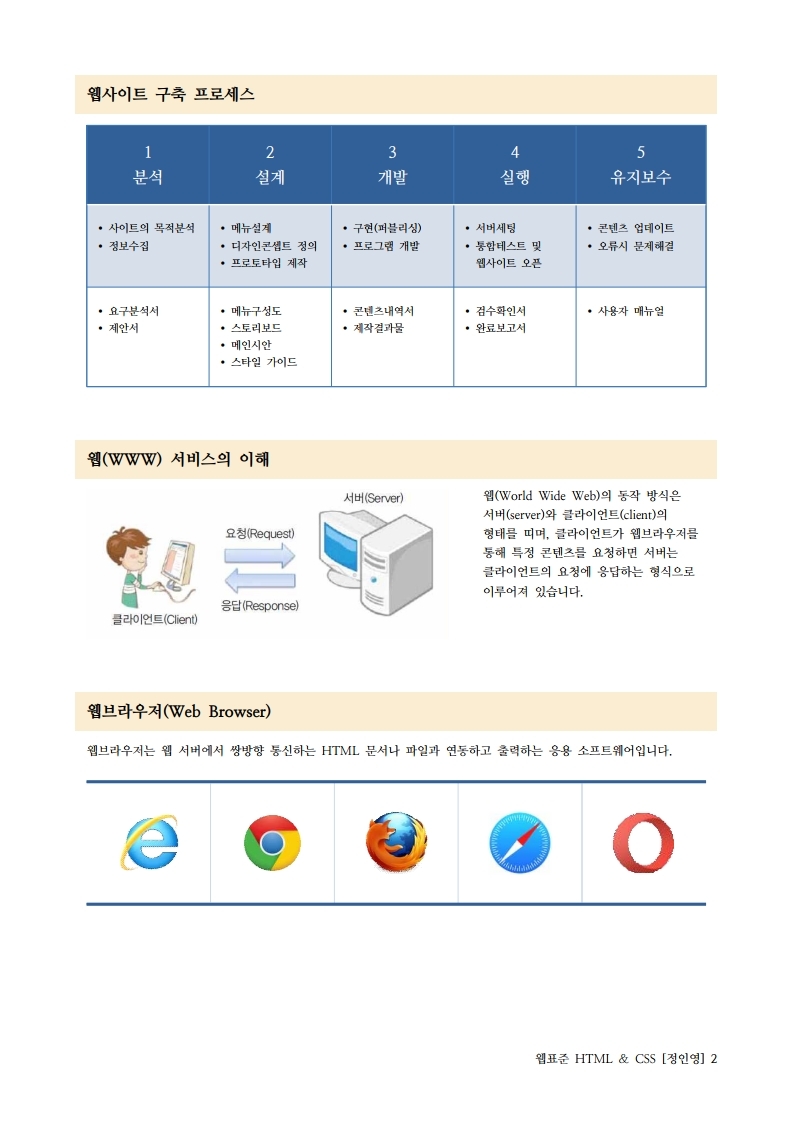 웹사이트 구축 프로세스
1
분석
2
설계
3
개발
4
실행
5
유지보수
• 사이트의 목적분석
• 정보수집
• 메뉴설계
• 디자인콘셉트 정의
• 프로토타입 제작
• 구현(퍼블리싱)
• 프로그램 개발
• 서버세팅
• 통합테스트 및
웹사이트 오픈
• 콘텐츠 업데이트
• 오류시 문제해결
• 요구분석서
• 제안서
• 메뉴구성도
• 스토리보드
• 메인시안
• 스타일 가이드
• 콘텐츠내역서
• 제작결과물
• 검수확인서
• 완료보고서
• 사용자 매뉴얼
웹(WWW) 서비스의 이해
서버(Server)
요청(Request)
응답(Response)
클라이언트(Client)
웹(World Wide Web)의 동작 방식은
서버(server)와 클라이언트(client)의
형태를 띠며, 클라이언트가 웹브라우저를
통해 특정 콘텐츠를 요청하면 서버는
클라이언트의 요청에 응답하는 형식으로
이루어져 있습니다.
웹브라우저(Web Browser)
웹브라우저는 웹 서버에서 쌍방향 통신하는 HTML 문서나 파일과 연동하고 출력하는 응용 소프트웨어입니다.
웹표준 HTML & CSS [정인영] 2